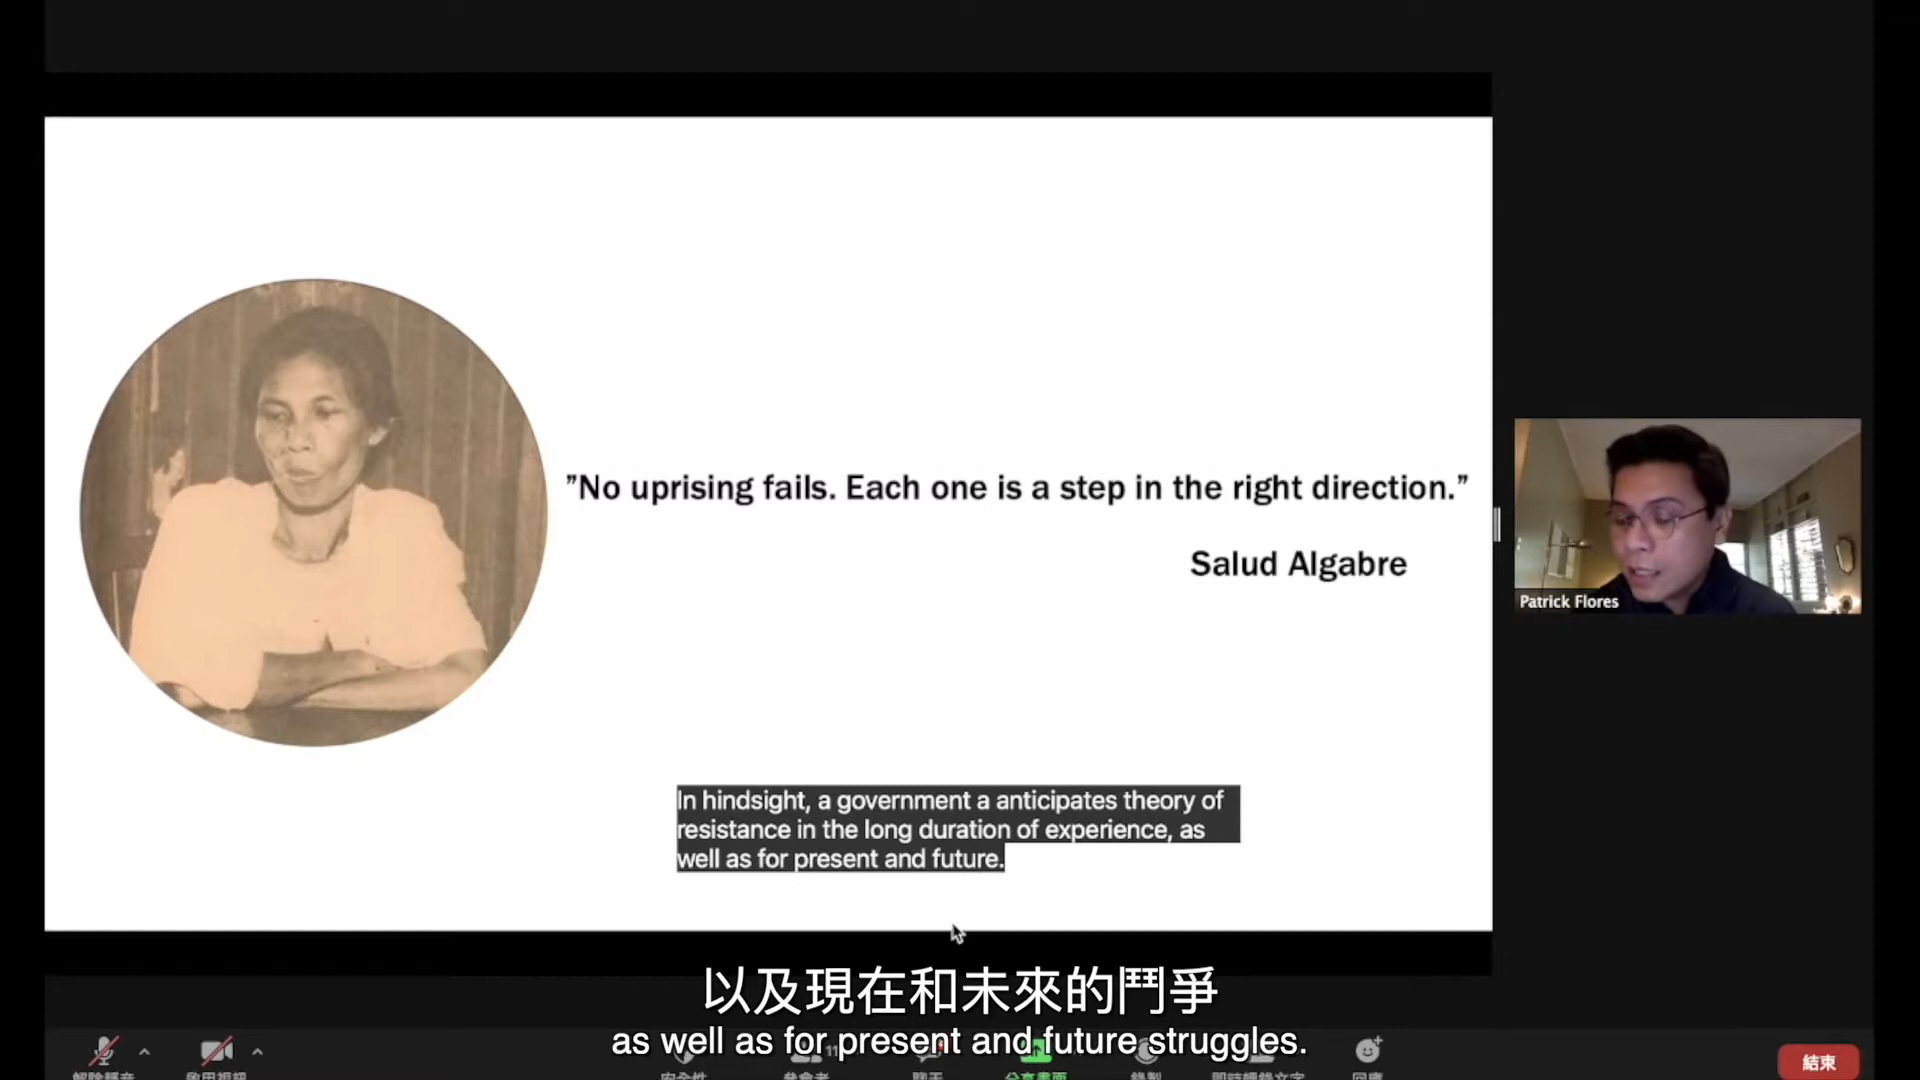 ”No uprising fails. Each one is a step in the right direction.”
Salud Algabre
Patrick Flores
In hindsight, a government a anticipates theory of
resistance in the long duration of experience, as
well as for present and future.
以及現在和未來的鬥爭
as well as for present and future struggles.
結束